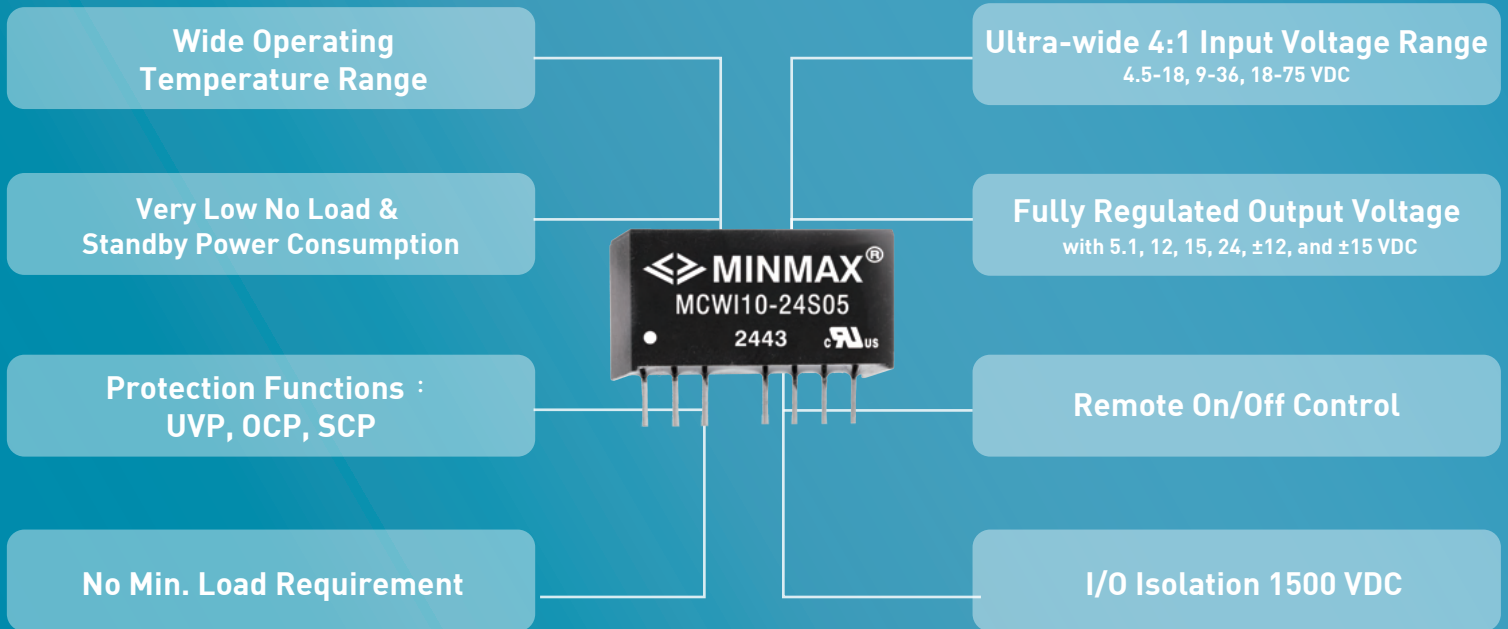 Wide Operating
Temperature Range
Very Low No Load &
Standby Power Consumption
Protection Functions :
UVP, OCP, SCP
No Min. Load Requirement
MINMAX®
MCWI10-24S05
2443 c RU US
Ultra-wide 4:1 Input Voltage Range
4.5-18, 9-36, 18-75 VDC
Fully Regulated Output Voltage
with 5.1, 12, 15, 24, ±12, and ±15 VDC
Remote On/Off Control
I/O Isolation 1500 VDC